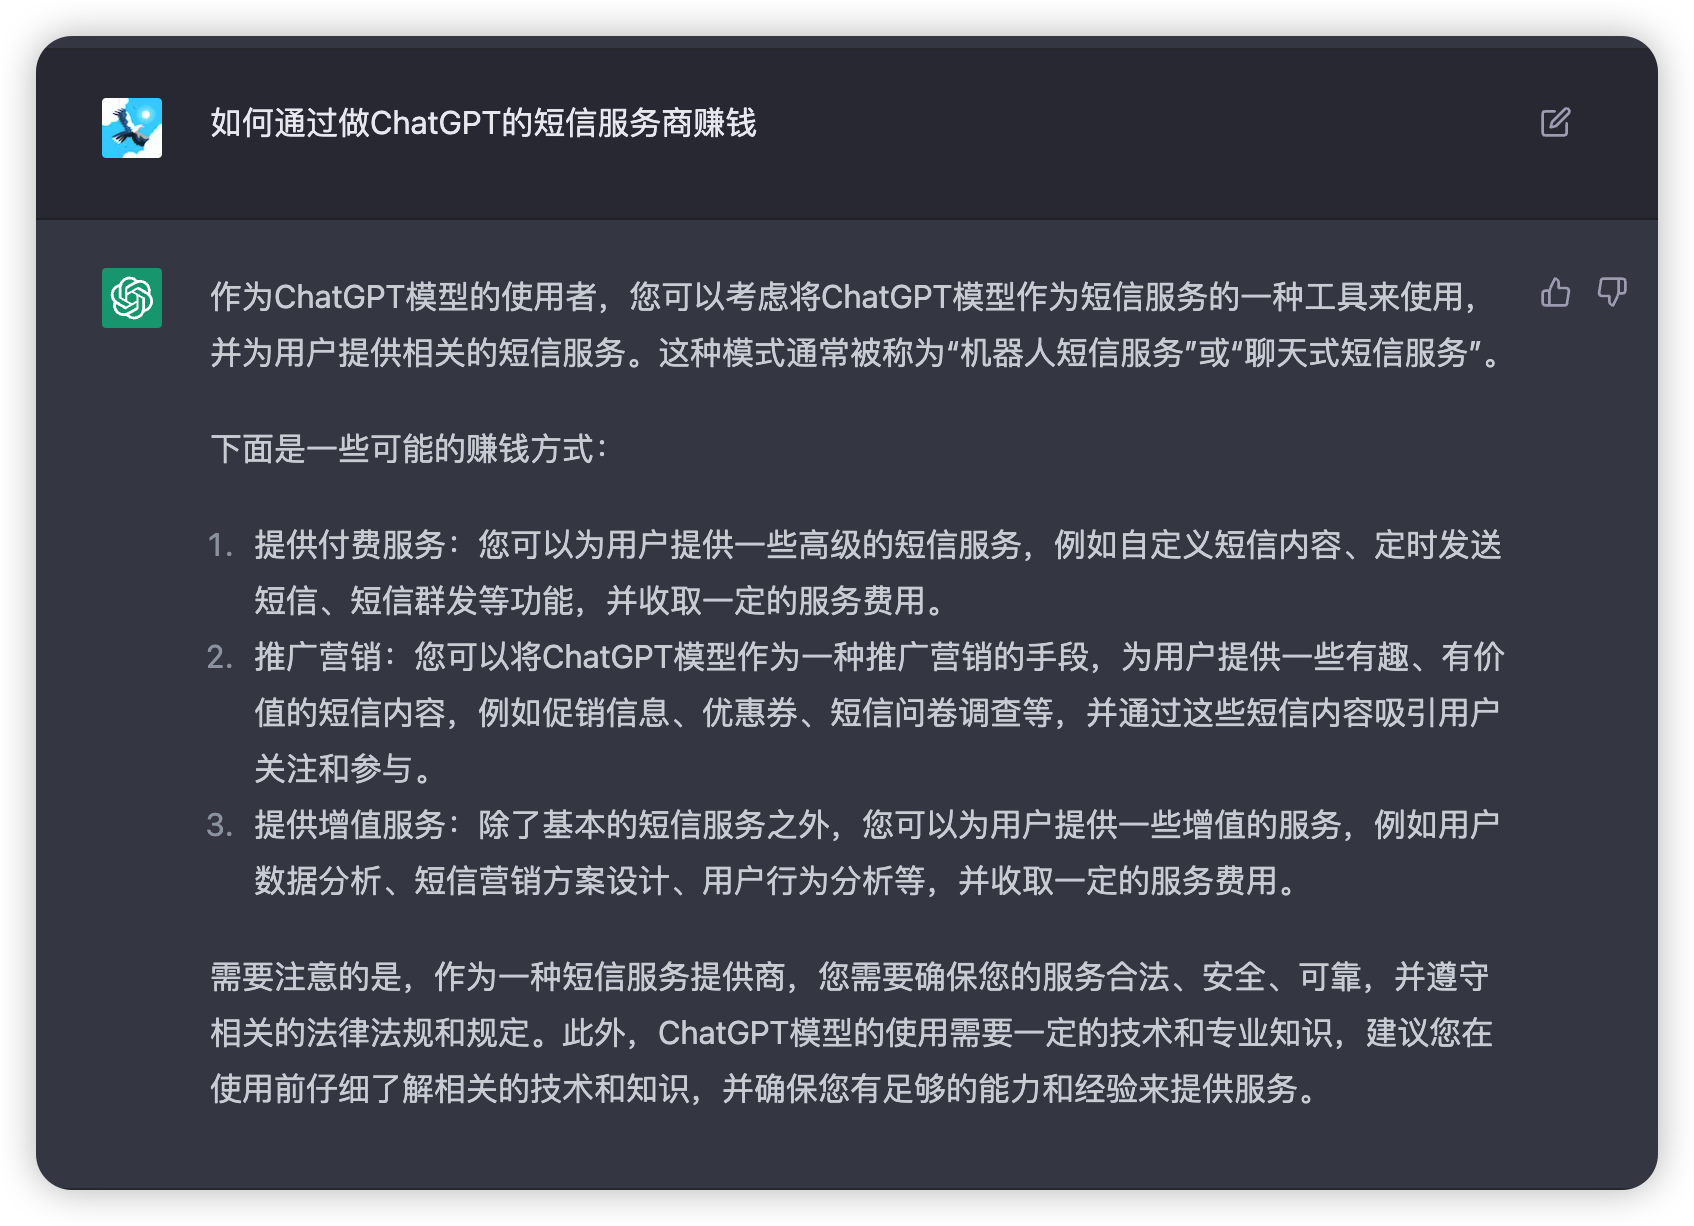 如何通过做ChatGPT的短信服务商赚钱
作为ChatGPT模型的使用者，您可以考虑将ChatGPT模型作为短信服务的一种工具来使用，
并为用户提供相关的短信服务。这种模式通常被称为“机器人短信服务”或“聊天式短信服务”。
下面是一些可能的赚钱方式：
1. 提供付费服务：您可以为用户提供一些高级的短信服务，例如自定义短信内容、定时发送
短信、短信群发等功能，并收取一定的服务费用。
2. 推广营销：您可以将ChatGPT模型作为一种推广营销的手段，为用户提供一些有趣、有价
值的短信内容，例如促销信息、优惠券、短信问卷调查等，并通过这些短信内容吸引用户
关注和参与。
3. 提供增值服务：除了基本的短信服务之外，您可以为用户提供一些增值的服务，例如用户
数据分析、短信营销方案设计、用户行为分析等，并收取一定的服务费用。
需要注意的是，作为一种短信服务提供商，您需要确保您的服务合法、安全、可靠，并遵守
相关的法律法规和规定。此外，ChatGPT模型的使用需要一定的技术和专业知识，建议您在
使用前仔细了解相关的技术和知识，并确保您有足够的能力和经验来提供服务。